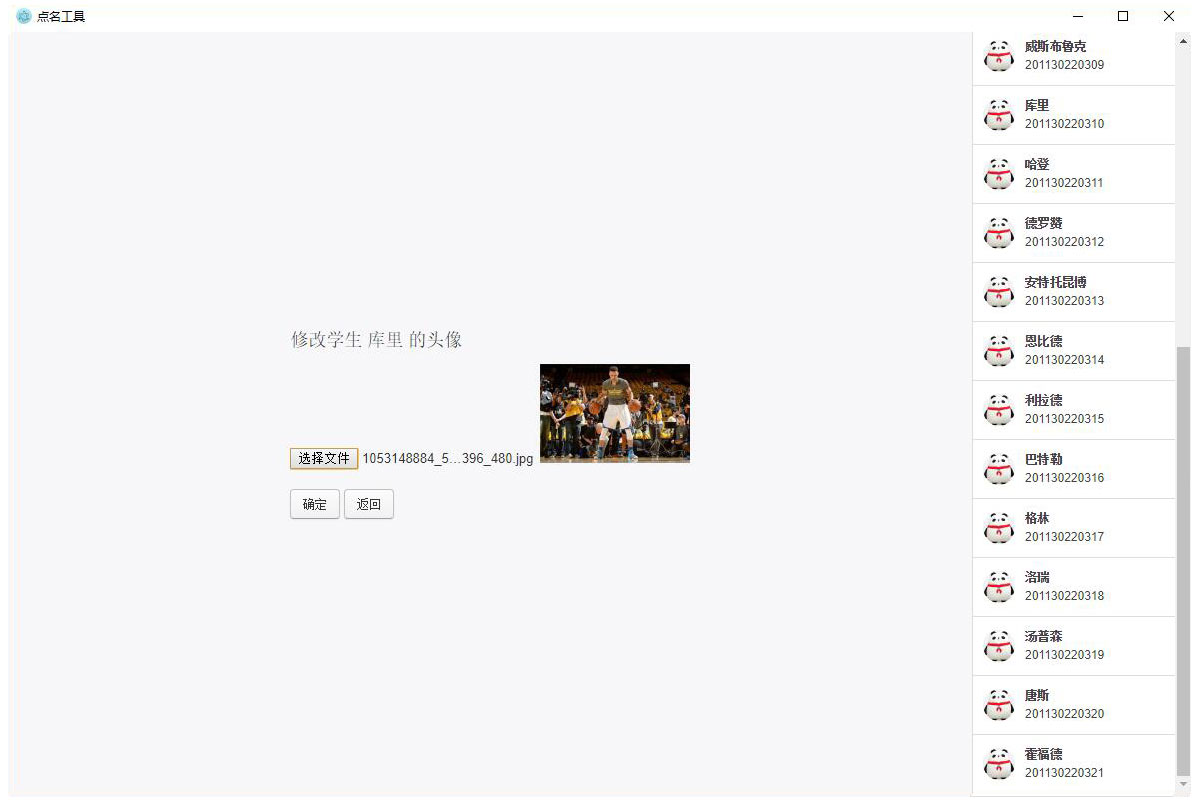 点名工具
修改学生 库里 的头像
选择文件 1053148884_5...396_480.jpg
确定 返回
威斯布鲁克
201130220309
库里
201130220310
哈登
201130220311
德罗赞
201130220312
安特托昆博
201130220313
恩比德
201130220314
利拉德
201130220315
巴特勒
201130220316
格林
201130220317
洛瑞
201130220318
汤普森
201130220319
唐斯
201130220320
霍福德
201130220321